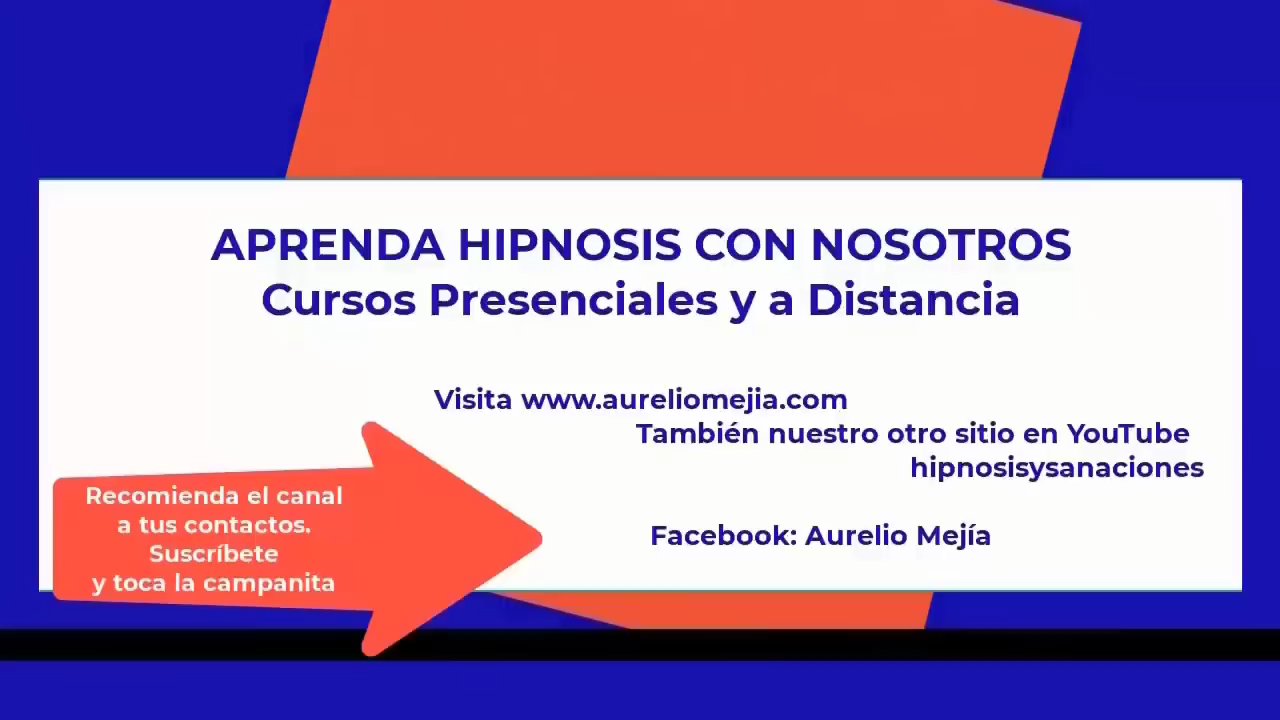 APRENDA HIPNOSIS CON NOSOTROS
Cursos Presenciales y a Distancia
Visita www.aureliomejia.com
También nuestro otro sitio en YouTube
hipnosisysanaciones
Facebook: Aurelio Mejía
Recomienda el canal
a tus contactos.
Suscríbete
y toca la campanita